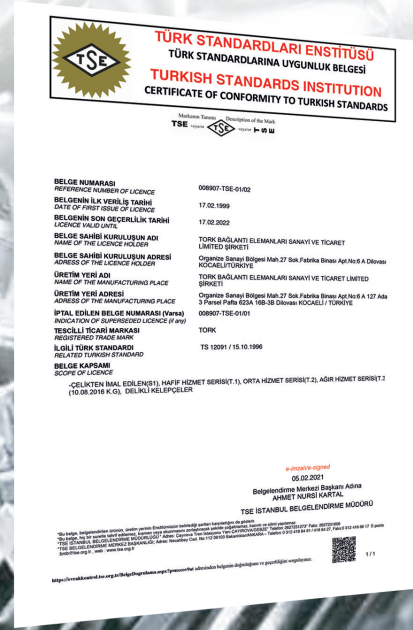 TSE
TÜRK STANDARDLARI ENSTİTÜSÜ
TÜRK STANDARDLARINA UYGUNLUK BELGESİ
TURKISH STANDARDS INSTITUTION
CERTIFICATE OF CONFORMITY TO TURKISH STANDARDS
Markanın Tanımı Description of the Mark
TSE veya/or TSE veya/or T S E
BELGE NUMARASI
REFERENCE NUMBER OF LICENCE
008907-TSE-01/02
BELGENİN İLK VERİLİŞ TARİHİ
DATE OF FIRST ISSUE OF LICENCE
17.02.1999
BELGENİN SON GEÇERLİLİK TARİHİ
LICENCE VALID UNTIL
17.02.2022
BELGE SAHİBİ KURULUŞUN ADI
NAME OF THE LICENCE HOLDER
TORK BAĞLANTI ELEMANLARI SANAYİ VE TİCARET
LİMİTED ŞİRKETİ
BELGE SAHİBİ KURULUŞUN ADRESİ
ADRESS OF THE LICENCE HOLDER
Organize Sanayi Bölgesi Mah.27 Sok.Fabrika Binası Apt.No:6 A Dilovası
KOCAELİ/TÜRKİYE
ÜRETİM YERİ ADI
NAME OF THE MANUFACTURING PLACE
TORK BAĞLANTI ELEMANLARI SANAYİ VE TİCARET LİMİTED
ŞİRKETİ
ÜRETİM YERİ ADRESİ
ADRESS OF THE MANUFACTURING PLACE
Organize Sanayi Bölgesi Mah.27 Sok.Fabrika Binası Apt.No:6 A 127 Ada
3 Parsel Pafta 623A 16B-3B Dilovası KOCAELİ / TÜRKİYE
İPTAL EDİLEN BELGE NUMARASI (Varsa)
INDICATION OF SUPERSEDED LICENCE (if any)
008907-TSE-01/01
TESCİLLİ TİCARİ MARKASI
REGISTERED TRADE MARK
TORK
İLGİLİ TÜRK STANDARDI
RELATED TURKISH STANDARD
TS 12091 / 15.10.1996
BELGE KAPSAMI
SCOPE OF LICENCE
-ÇELİKTEN İMAL EDİLEN(S1), HAFİF HİZMET SERİSİ(T.1), ORTA HİZMET SERİSİ(T.2), AĞIR HİZMET SERİSİ(T.3
(10.08.2016 K.G), DELİKLİ KELEPÇELER
e-imzalı/e-signed
05.02.2021
Belgelendirme Merkezi Başkanı Adına
AHMET NURSİ KARTAL
TSE İSTANBUL BELGELENDİRME MÜDÜRÜ
1 / 1